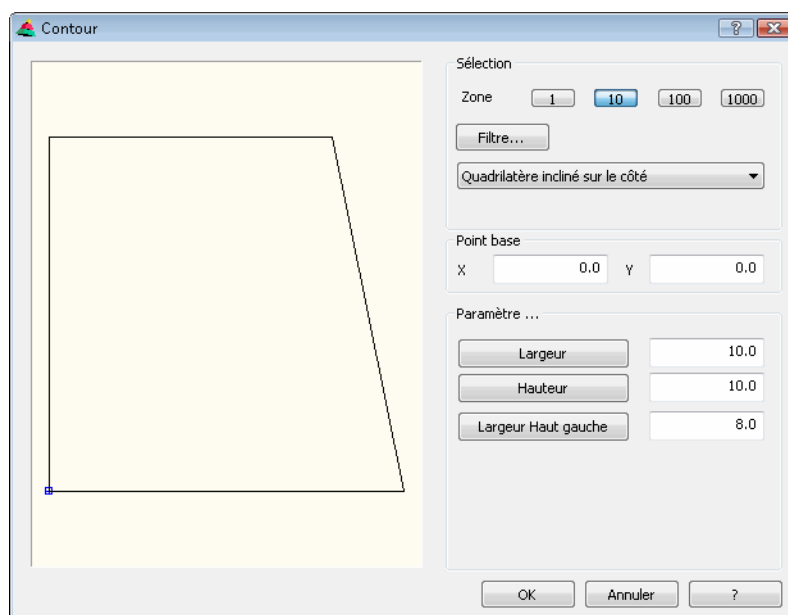 Contour
Sélection
Zone 1 10 100 1000
Filtre...
Quadrilatère incliné sur le côté
Point base
X 0.0 Y 0.0
Paramètre ...
Largeur 10.0
Hauteur 10.0
Largeur Haut gauche 8.0
OK Annuler ?